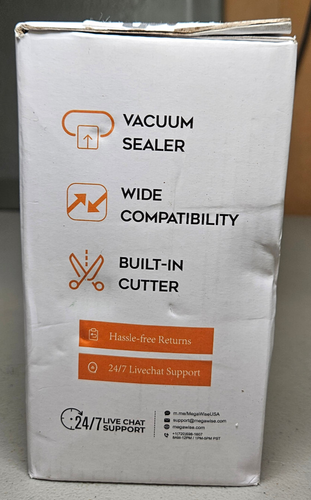 VACUUM
SEALER
WIDE
COMPATIBILITY
BUILT-IN
CUTTER
Hassle-free Returns
24/7 Livechat Support
24/7 LIVE CHAT
SUPPORT
m.me/MegaWiseUSA
support@megawise.com
megawise.com